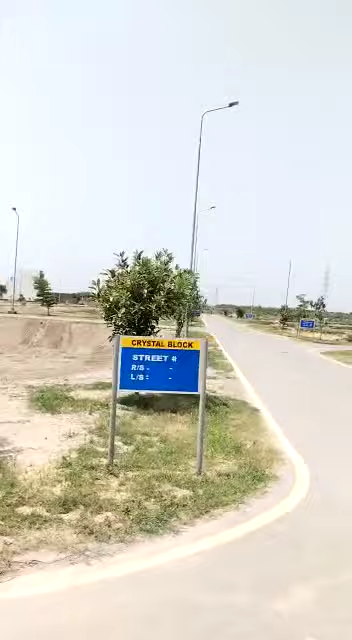 CRYSTAL BLOCK
STREET #
R/S - -
L/S : -